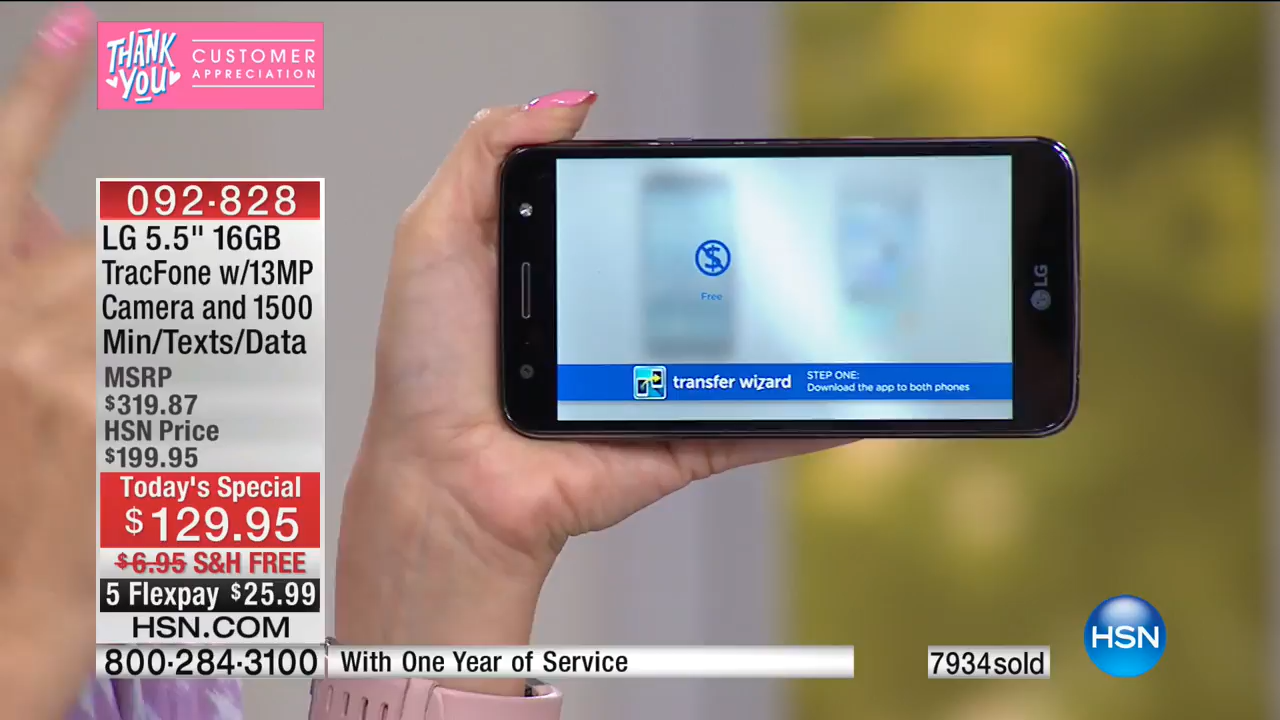 THANK YOU
CUSTOMER
APPRECIATION
092·828
LG 5.5" 16GB
TracFone w/13MP
Camera and 1500
Min/Texts/Data
MSRP
$319.87
HSN Price
$199.95
Today's Special
$129.95
$6.95 S&H FREE
5 Flexpay $25.99
HSN.COM
800·284·3100
With One Year of Service
7934sold
HSN
$
Free
transfer wizard
STEP ONE:
Download the app to both phones
LG